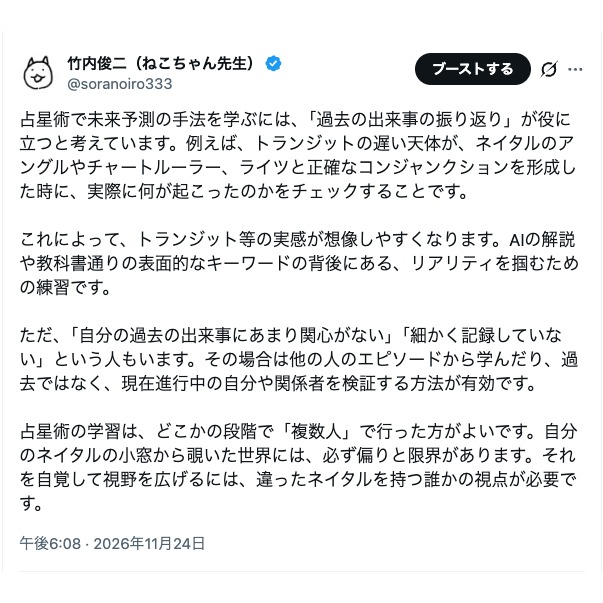 竹内俊二（ねこちゃん先生）
ブーストする
@soranoiro333
占星術で未来予測の手法を学ぶには、「過去の出来事の振り返り」が役に
立つと考えています。例えば、トランジットの遅い天体が、ネイタルのア
ングルやチャートルーラー、ライツと正確なコンジャンクションを形成し
た時に、実際に何が起こったのかをチェックすることです。
これによって、トランジット等の実感が想像しやすくなります。AIの解説
や教科書通りの表面的なキーワードの背後にある、リアリティを掴むため
の練習です。
ただ、「自分の過去の出来事にあまり関心がない」「細かく記録していな
い」という人もいます。その場合は他の人のエピソードから学んだり、過
去ではなく、現在進行中の自分や関係者を検証する方法が有効です。
占星術の学習は、どこかの段階で「複数人」で行った方がよいです。自分
のネイタルの小窓から覗いた世界には、必ず偏りと限界があります。それ
を自覚して視野を広げるには、違ったネイタルを持つ誰かの視点が必要で
す。
午後6:08 · 2026年11月24日